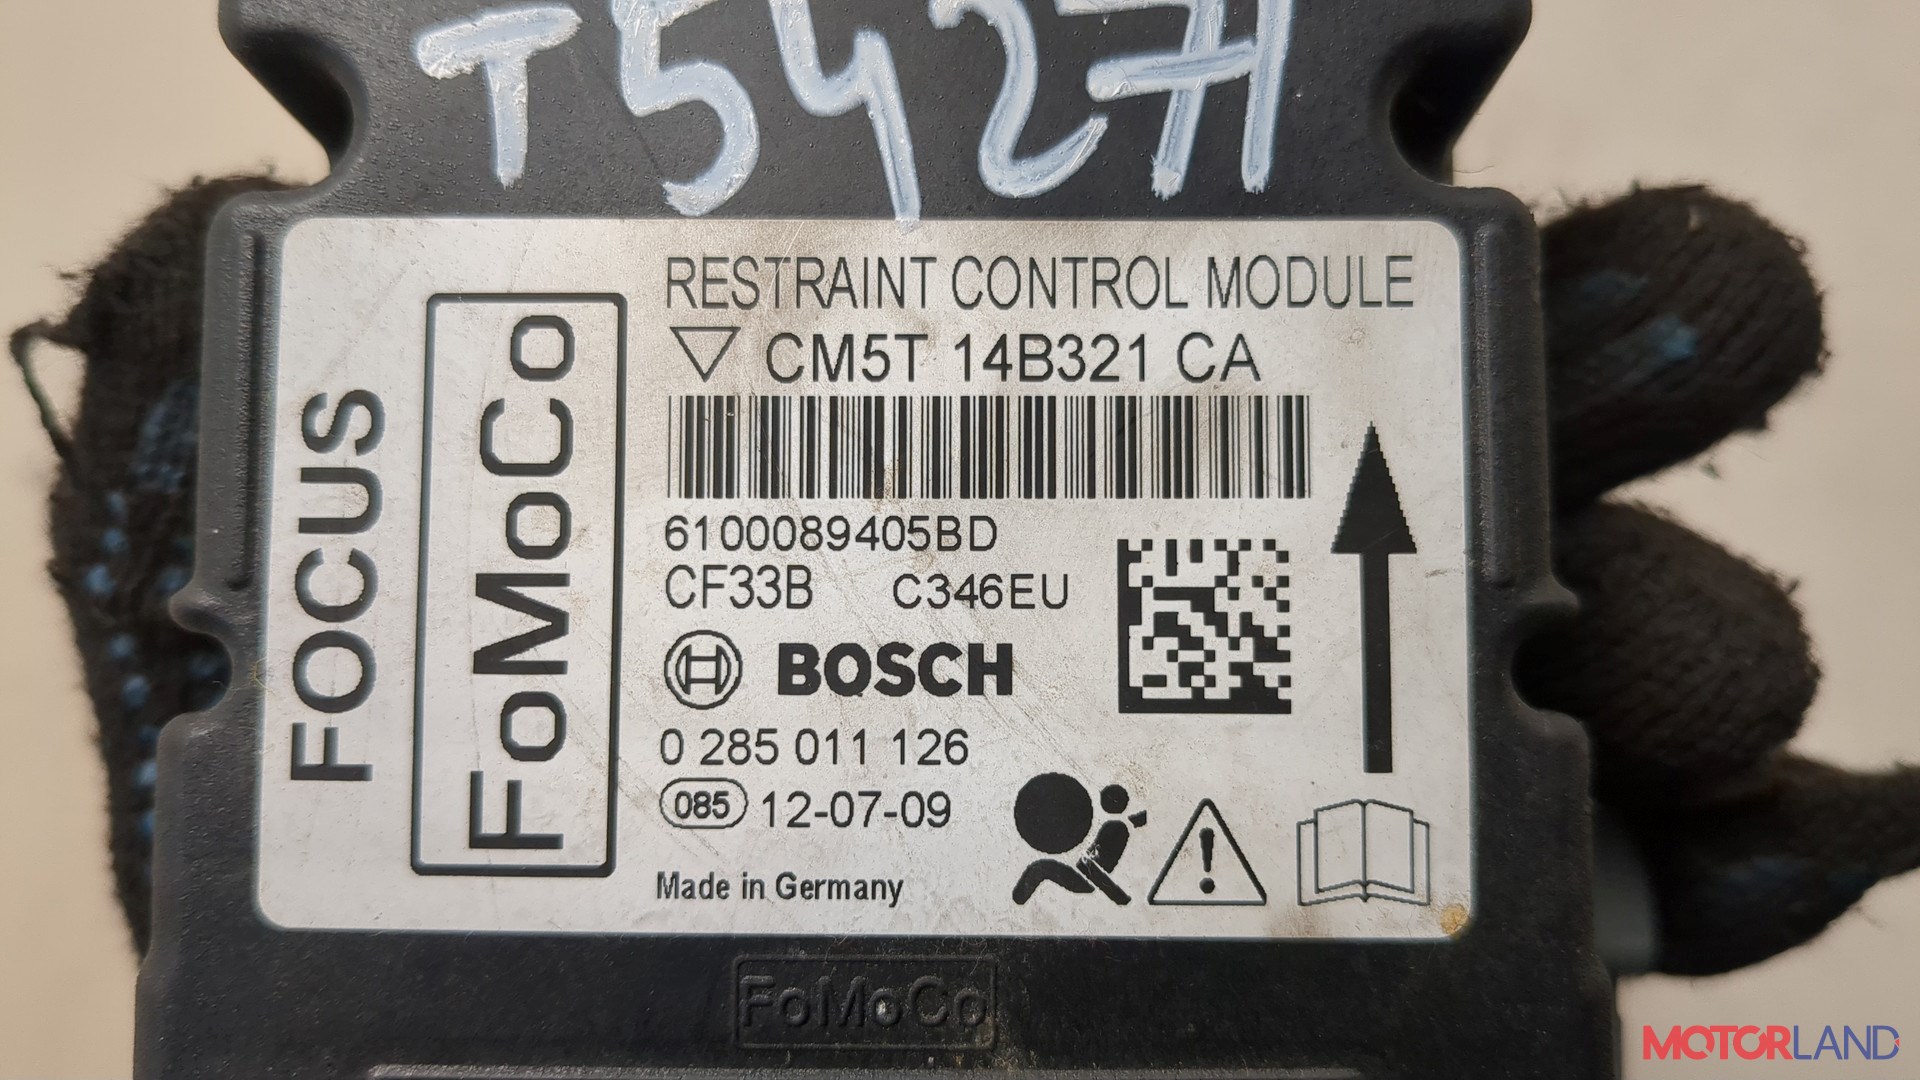 T54271
RESTRAINT CONTROL MODULE
CM5T 14B321 CA
6100089405BD
CF33B C346EU
BOSCH
0 285 011 126
085 12-07-09
Made in Germany
FOCUS
FoMoCo
FoMoCo
MOTORLAND